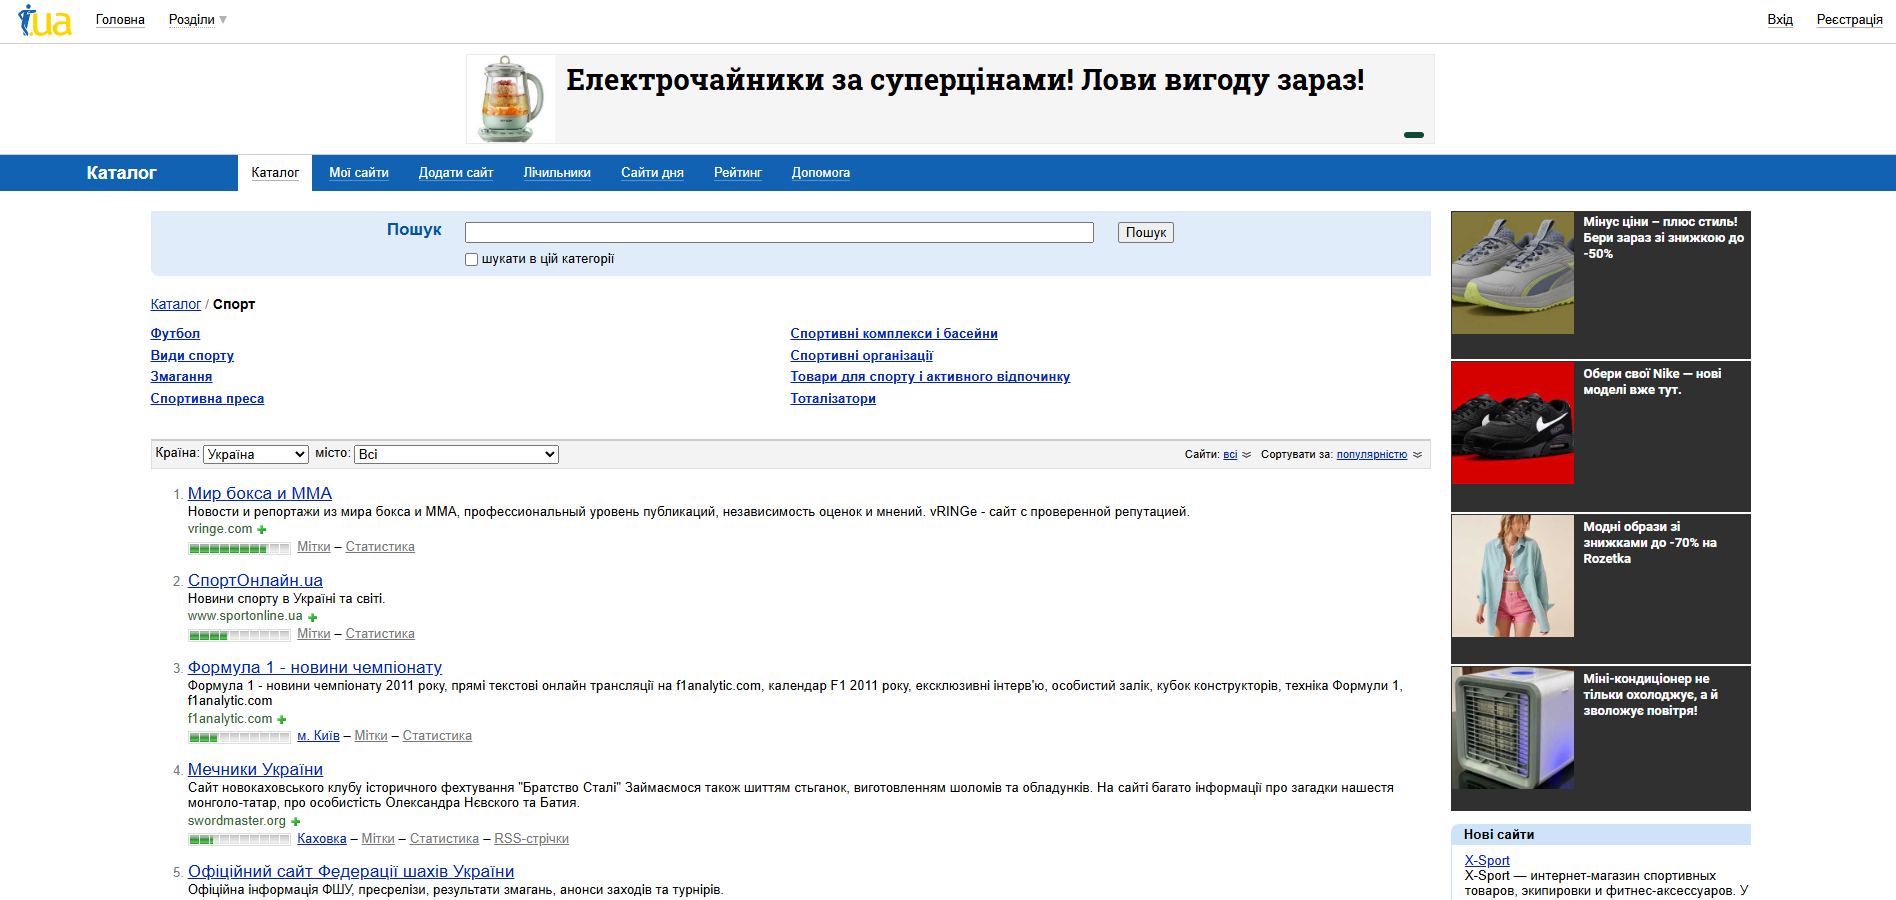 i.ua Головна Розділи Вхід Реєстрація
Електрочайники за суперцінами! Лови вигоду зараз!
Каталог Каталог Мої сайти Додати сайт Лічильники Сайти дня Рейтинг Допомога
Пошук Пошук
шукати в цій категорії
Каталог / Спорт
Футбол
Види спорту
Змагання
Спортивна преса
Спортивні комплекси і басейни
Спортивні організації
Товари для спорту і активного відпочинку
Тоталізатори
Країна: Україна місто: Всі Сайти: всі Сортувати за: популярністю
1. Мир бокса и ММА
Новости и репортажи из мира бокса и ММА, профессиональный уровень публикаций, независимость оценок и мнений. vRINGe - сайт с проверенной репутацией.
vringe.com
Мітки – Статистика
2. СпортОнлайн.ua
Новини спорту в Україні та світі.
www.sportonline.ua
Мітки – Статистика
3. Формула 1 - новини чемпіонату
Формула 1 - новини чемпіонату 2011 року, прямі текстові онлайн трансляції на f1analytic.com, календар F1 2011 року, ексклюзивні інтерв'ю, особистий залік, кубок конструкторів, техніка Формули 1,
f1analytic.com
f1analytic.com
м. Київ – Мітки – Статистика
4. Мечники України
Сайт новокаховського клубу історичного фехтування "Братство Сталі" Займаємося також шиттям стьганок, виготовленням шоломів та обладунків. На сайті багато інформації про загадки нашестя
монголо-татар, про особистість Олександра Нєвского та Батия.
swordmaster.org
Каховка – Мітки – Статистика – RSS-стрічки
5. Офіційний сайт Федерації шахів України
Офіційна інформація ФШУ, пресрелізи, результати змагань, анонси заходів та турнірів.
Мінус ціни – плюс стиль!
Бери зараз зі знижкою до
-50%
Обери свої Nike — нові
моделі вже тут.
Модні образи зі
знижками до -70% на
Rozetka
Міні-кондиціонер не
тільки охолоджує, а й
зволожує повітря!
Нові сайти
X-Sport
X-Sport — интернет-магазин спортивных
товаров, экипировки и фитнес-аксессуаров. У